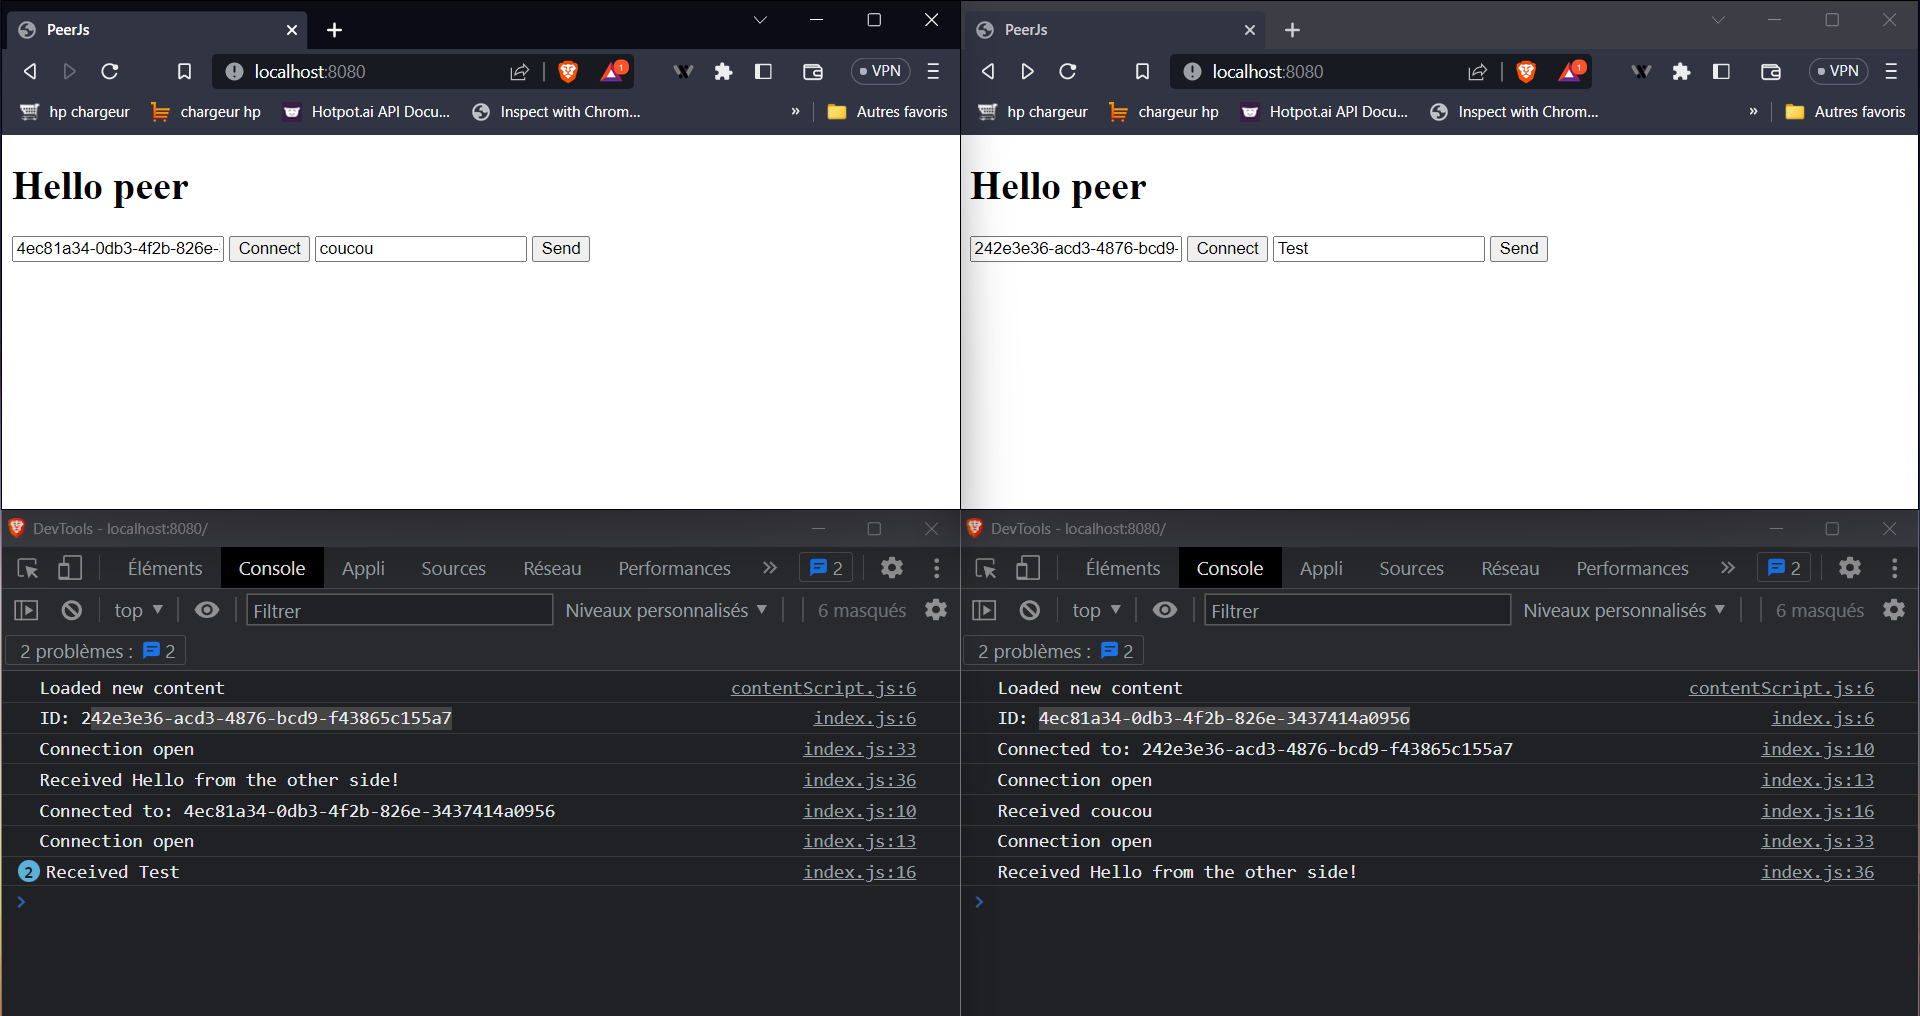 PeerJs
localhost:8080
1
VPN
hp chargeur
chargeur hp
Hotpot.ai API Docu...
Inspect with Chrom...
»
Autres favoris
Hello peer
4ec81a34-0db3-4f2b-826e-
Connect
coucou
Send
DevTools - localhost:8080/
Éléments
Console
Appli
Sources
Réseau
Performances
»
2
top
Filtrer
Niveaux personnalisés
6 masqués
2 problèmes : 2
Loaded new content contentScript.js:6
ID: 242e3e36-acd3-4876-bcd9-f43865c155a7 index.js:6
Connection open index.js:33
Received Hello from the other side! index.js:36
Connected to: 4ec81a34-0db3-4f2b-826e-3437414a0956 index.js:10
Connection open index.js:13
2 Received Test index.js:16
PeerJs
localhost:8080
1
VPN
hp chargeur
chargeur hp
Hotpot.ai API Docu...
Inspect with Chrom...
»
Autres favoris
Hello peer
242e3e36-acd3-4876-bcd9-
Connect
Test
Send
DevTools - localhost:8080/
Éléments
Console
Appli
Sources
Réseau
Performances
»
2
top
Filtrer
Niveaux personnalisés
6 masqués
2 problèmes : 2
Loaded new content contentScript.js:6
ID: 4ec81a34-0db3-4f2b-826e-3437414a0956 index.js:6
Connected to: 242e3e36-acd3-4876-bcd9-f43865c155a7 index.js:10
Connection open index.js:13
Received coucou index.js:16
Connection open index.js:33
Received Hello from the other side! index.js:36